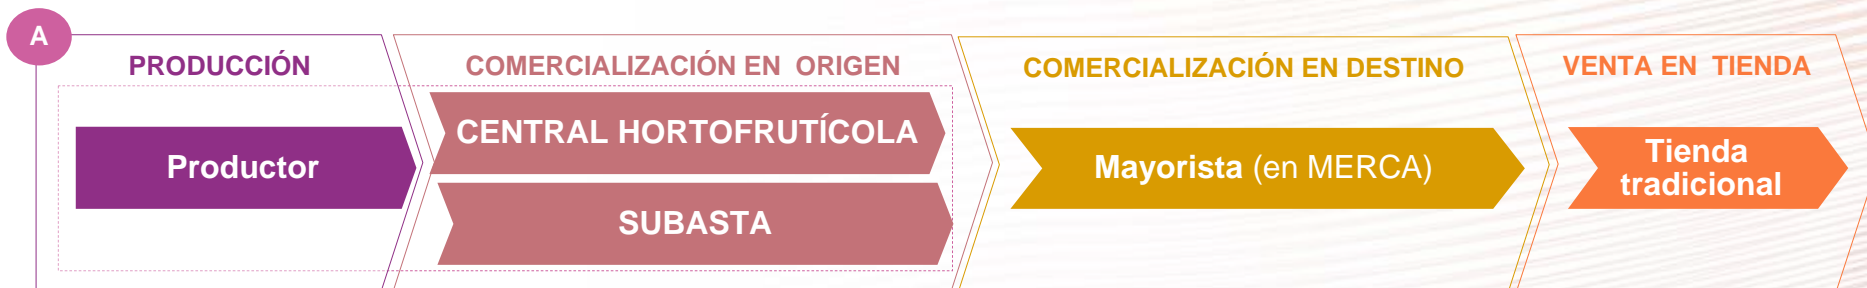 A
PRODUCCIÓN
Productor
COMERCIALIZACIÓN EN ORIGEN
CENTRAL HORTOFRUTÍCOLA
SUBASTA
COMERCIALIZACIÓN EN DESTINO
Mayorista (en MERCA)
VENTA EN TIENDA
Tienda
tradicional